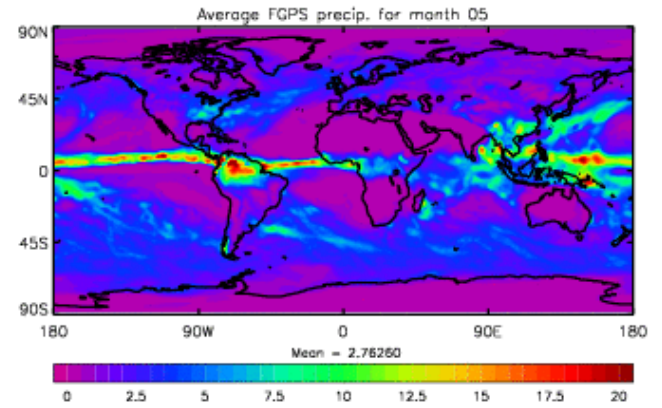 Average FGPS precip. for month 05
90N
45N
0
45S
90S
180 90W 0 90E 180
Mean = 2.76260
0 2.5 5 7.5 10 12.5 15 17.5 20